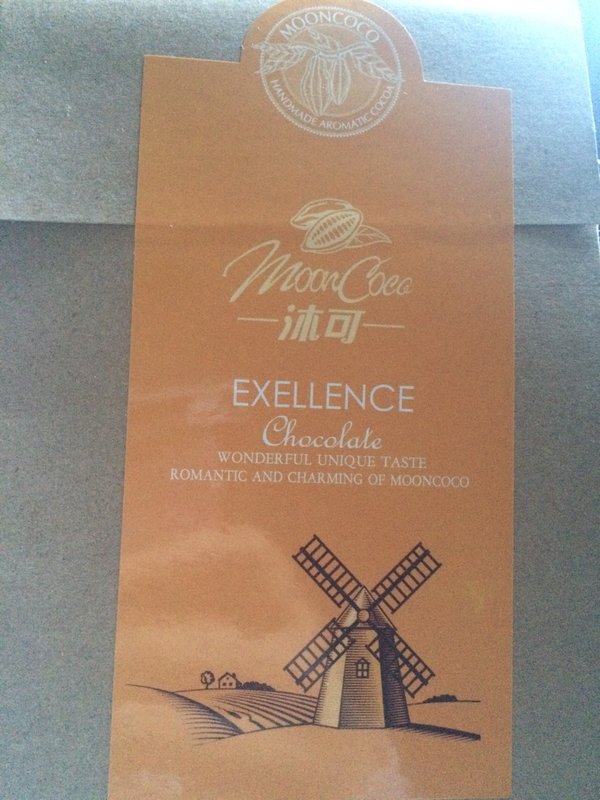 MOONCOCO
HANDMADE AROMATIC COCOA
MoonCoco
沐可
EXELLENCE
Chocolate
WONDERFUL UNIQUE TASTE
ROMANTIC AND CHARMING OF MOONCOCO